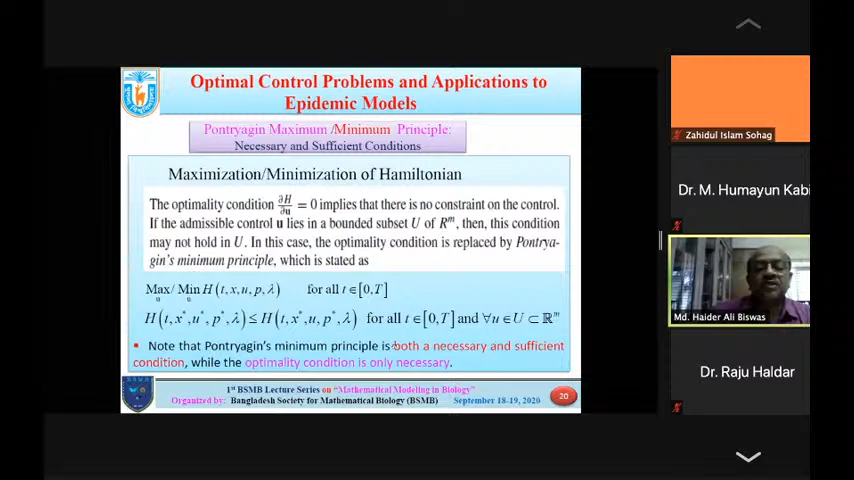 Optimal Control Problems and Applications to
Epidemic Models
Pontryagin Maximum /Minimum Principle:
Necessary and Sufficient Conditions
Maximization/Minimization of Hamiltonian
The optimality condition ∂H/∂u = 0 implies that there is no constraint on the control.
If the admissible control u lies in a bounded subset U of Rᵐ, then, this condition
may not hold in U. In this case, the optimality condition is replaced by Pontrya-
gin's minimum principle, which is stated as
Max/ Min H(t,x,u,p,λ) for all t∈[0,T]
u u
H(t,x*,u*,p*,λ) ≤ H(t,x*,u,p*,λ) for all t∈[0,T] and ∀u∈U⊂ℝᵐ
▪ Note that Pontryagin's minimum principle is both a necessary and sufficient
condition, while the optimality condition is only necessary.
1st BSMB Lecture Series on "Mathematical Modeling in Biology"
Organized by: Bangladesh Society for Mathematical Biology (BSMB) September 18-19, 2020
20
Zahidul Islam Sohag
Dr. M. Humayun Kabi
Md. Haider Ali Biswas
Dr. Raju Haldar